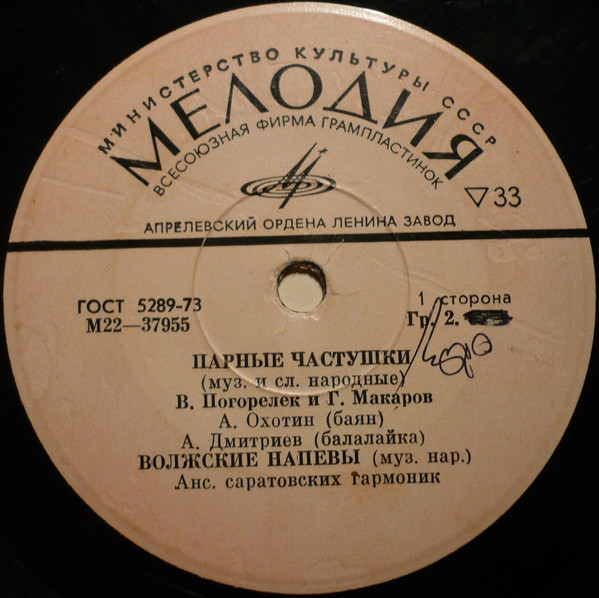 МИНИСТЕРСТВО КУЛЬТУРЫ СССР
МЕЛОДИЯ
ВСЕСОЮЗНАЯ ФИРМА ГРАМПЛАСТИНОК
▽33
АПРЕЛЕВСКИЙ ОРДЕНА ЛЕНИНА ЗАВОД
ГОСТ 5289-73
М22—37955
1 сторона
Гр. 2.
ПАРНЫЕ ЧАСТУШКИ
(муз. и сл. народные)
В. Погорелек и Г. Макаров
А. Охотин (баян)
А. Дмитриев (балалайка)
ВОЛЖСКИЕ НАПЕВЫ (муз. нар.)
Анс. саратовских гармоник